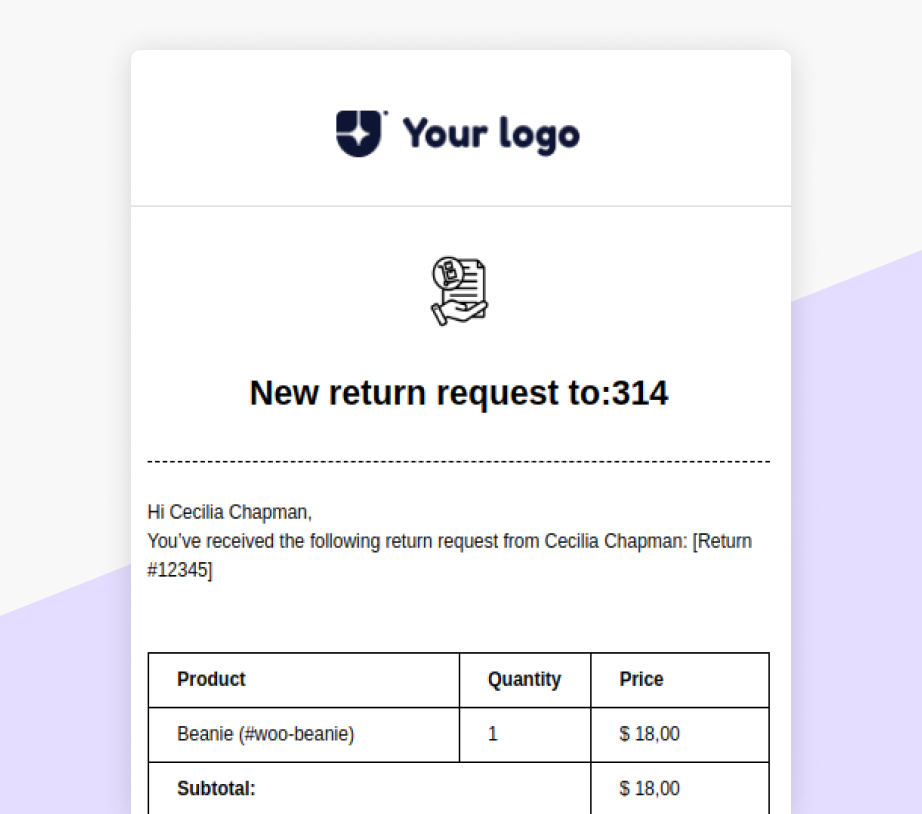 Your logo
New return request to:314
Hi Cecilia Chapman,
You've received the following return request from Cecilia Chapman: [Return
#12345]
Product Quantity Price
Beanie (#woo-beanie) 1 $ 18,00
Subtotal: $ 18,00